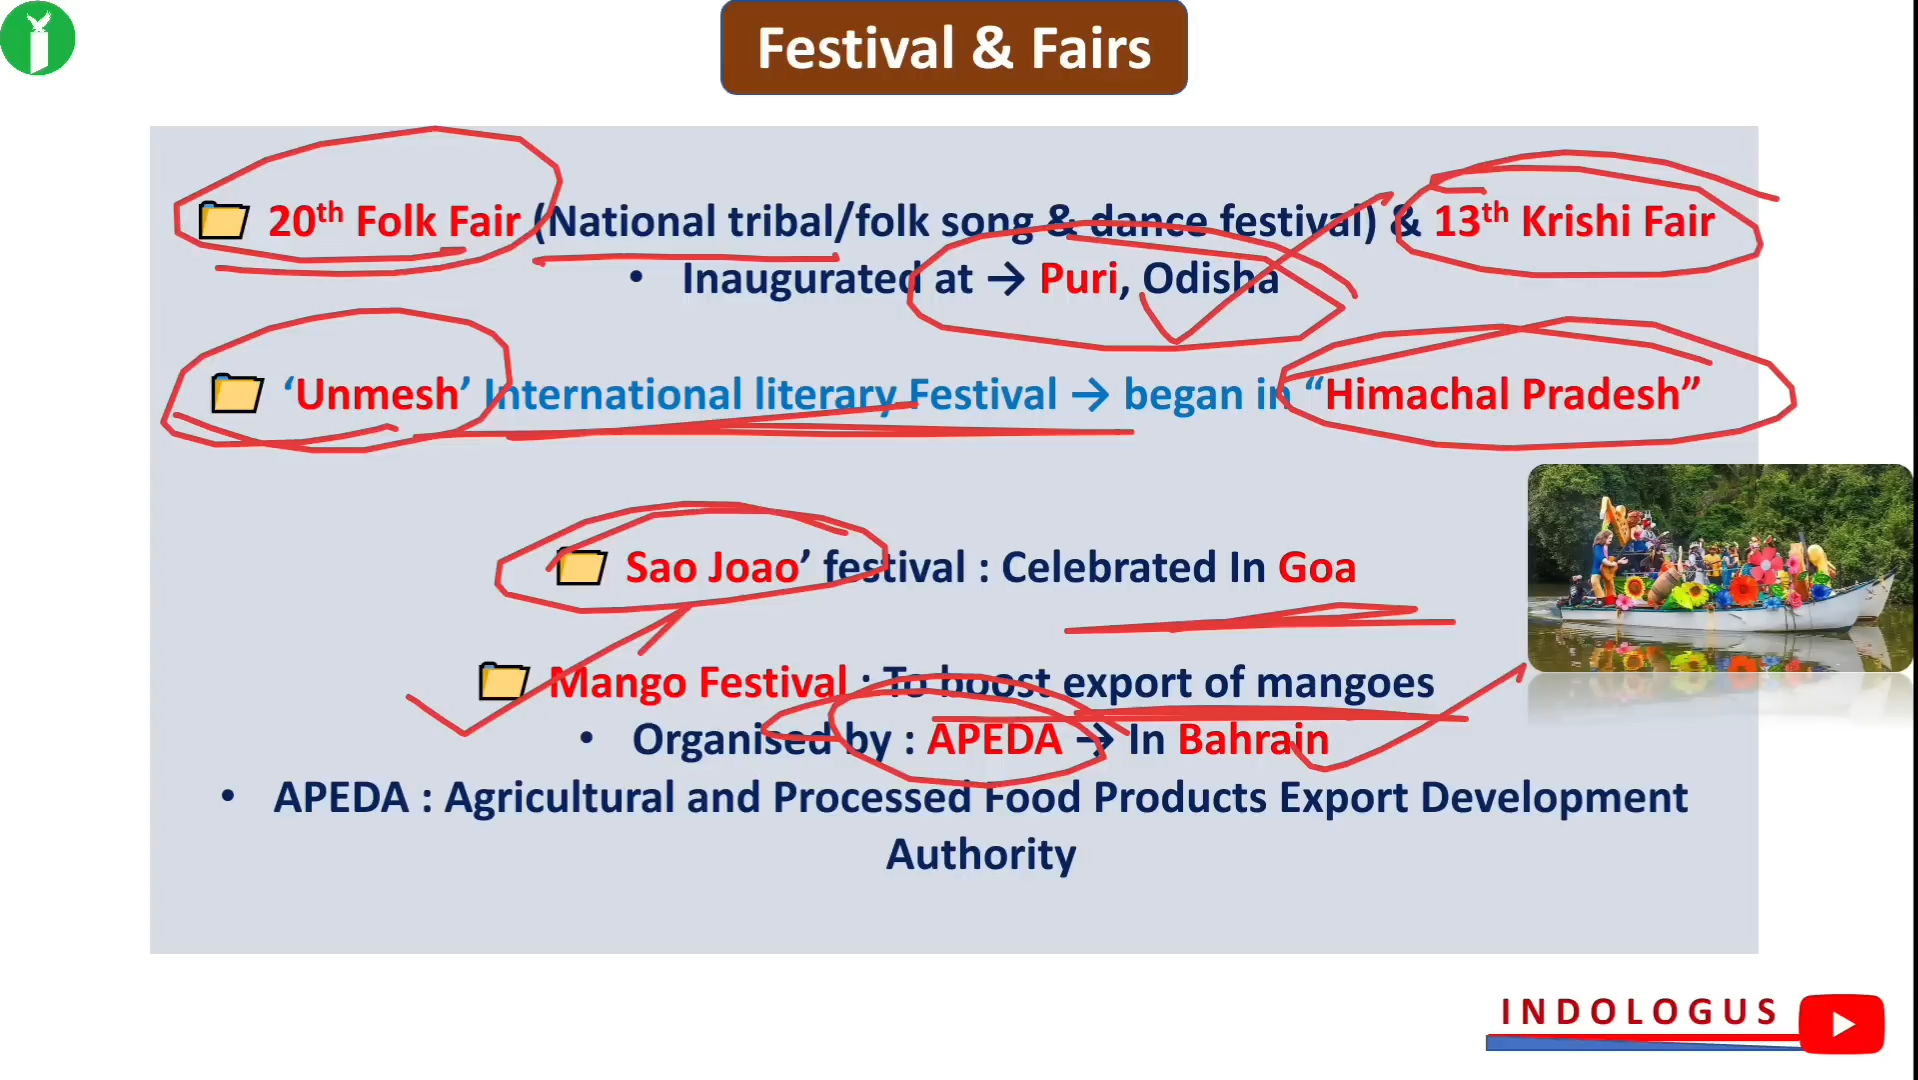 Festival & Fairs
20th Folk Fair (National tribal/folk song & dance festival) & 13th Krishi Fair
• Inaugurated at → Puri, Odisha
‘Unmesh’ International literary Festival → began in “Himachal Pradesh”
Sao Joao’ festival : Celebrated In Goa
Mango Festival : To boost export of mangoes
• Organised by : APEDA → In Bahrain
• APEDA : Agricultural and Processed Food Products Export Development
Authority
INDOLOGUS